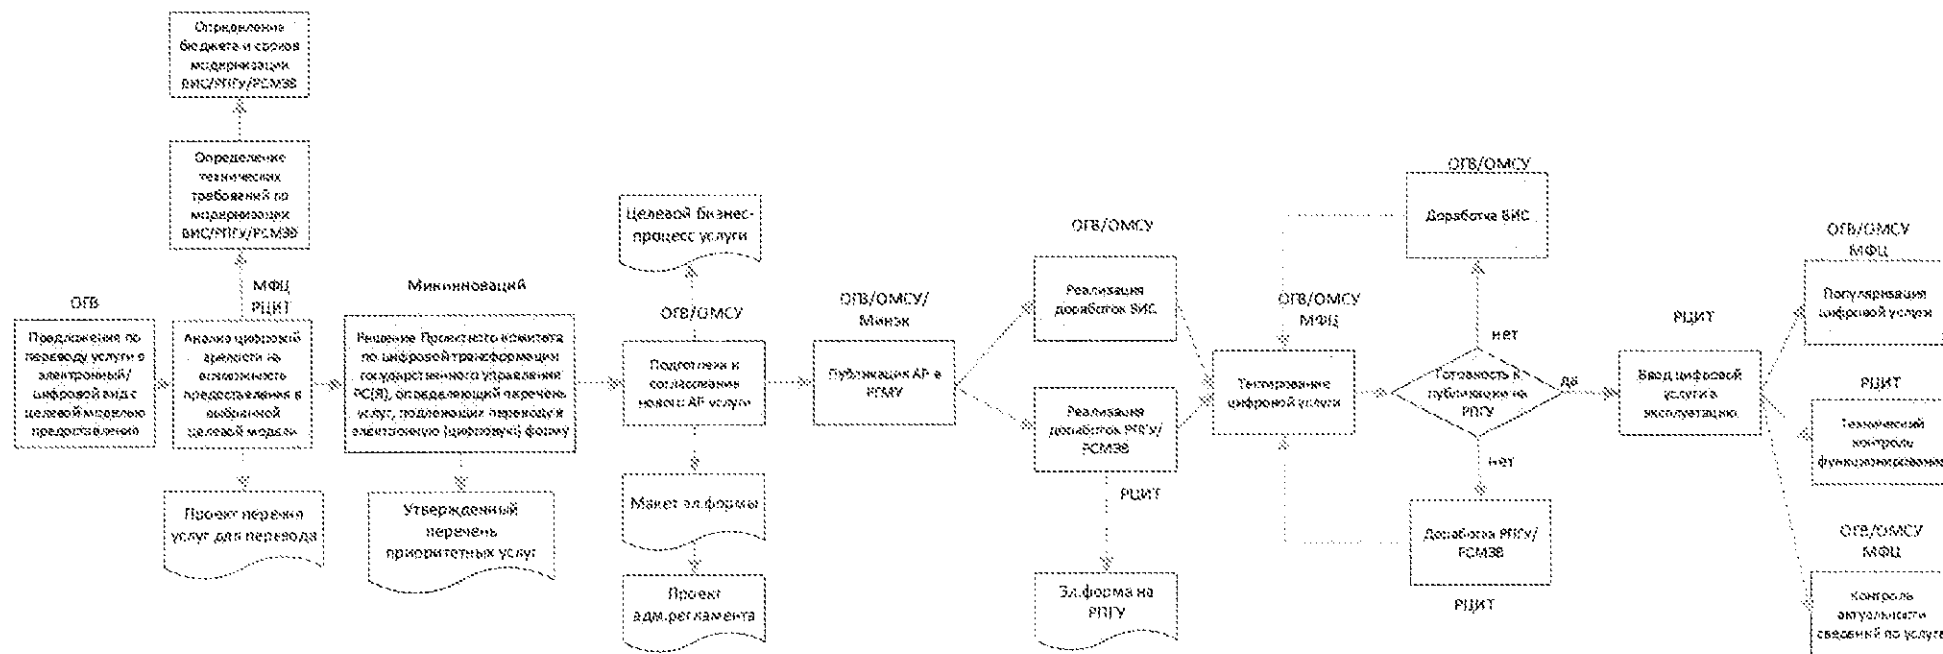 Определение
бюджета и сроков
модернизации
ВИС/РПГУ/РСМЭВ
Определение
технических
требований по
модернизации
ВИС/РПГУ/РСМЭВ
ОГВ
Предложения по
переводу услуги в
электронный/
цифровой вид с
целевой моделью
предоставления
МФЦ
РЦИТ
Анализ цифровой
зрелости на
возможность
предоставления в
выбранной
целевой модели
Проект перечня
услуг для перевода
Мининноваций
Решение Проектного комитета
по цифровой трансформации
государственного управления
РС(Я), определяющий перечень
услуг, подлежащих переводу в
электронную (цифровую) форму
Утвержденный
перечень
приоритетных услуг
Целевой бизнес-
процесс услуги
ОГВ/ОМСУ
Подготовка и
согласование
нового АР услуги
Макет эл.формы
Проект
адм.регламента
ОГВ/ОМСУ/
Минэк
Публикация АР в
РГМУ
ОГВ/ОМСУ
Реализация
доработок ВИС
Реализация
доработок РПГУ/
РСМЭВ
РЦИТ
Эл.форма на
РПГУ
ОГВ/ОМСУ
МФЦ
Тестирование
цифровой услуги
ОГВ/ОМСУ
Доработка ВИС
нет
Готовность к
публикации на
РПГУ
да
нет
Доработка РПГУ/
РСМЭВ
РЦИТ
РЦИТ
Ввод цифровой
услуги в
эксплуатацию
ОГВ/ОМСУ
МФЦ
Популяризация
цифровой услуги
РЦИТ
Технический
контроль
функционирования
ОГВ/ОМСУ
МФЦ
Контроль
актуальности
сведений по услуге